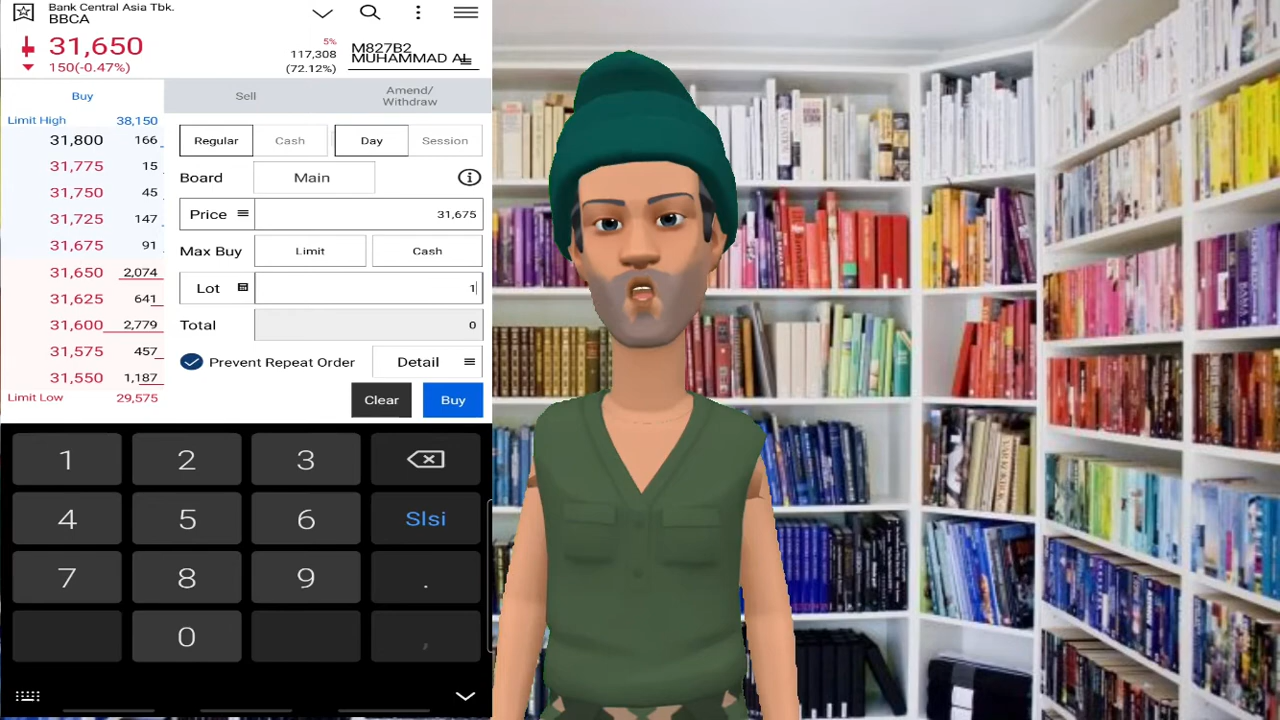 Bank Central Asia Tbk.
BBCA
31,650
150(-0.47%)
5%
117,308
(72.12%)
M827B2
MUHAMMAD AL
Buy
Sell
Amend/
Withdraw
Limit High 38,150
31,800 166
31,775 15
31,750 45
31,725 147
31,675 91
31,650 2,074
31,625 641
31,600 2,779
31,575 457
31,550 1,187
Limit Low 29,575
Regular Cash Day Session
Board Main
Price 31,675
Max Buy Limit Cash
Lot 1
Total 0
Prevent Repeat Order Detail
Clear Buy
1 2 3
4 5 6 Slsi
7 8 9 .
0 ,